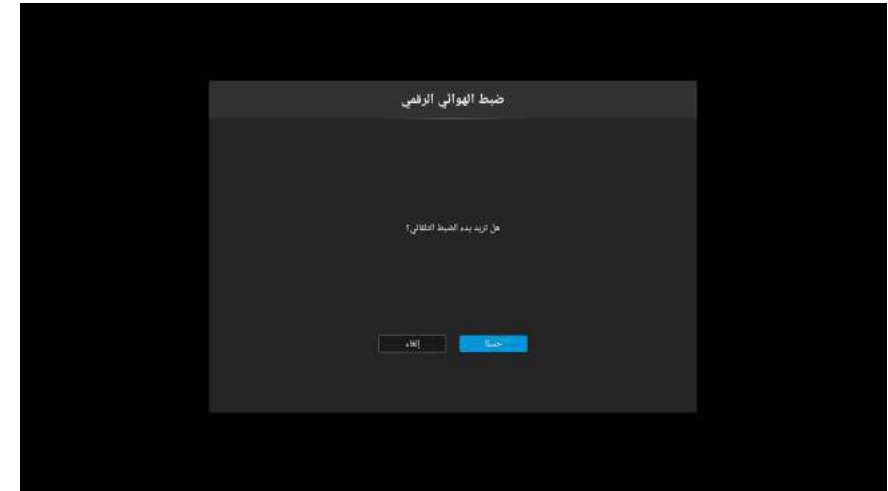 ضبط الهوائي الرقمي
هل تريد بدء الضبط التلقائي؟
حسنًا
إلغاء